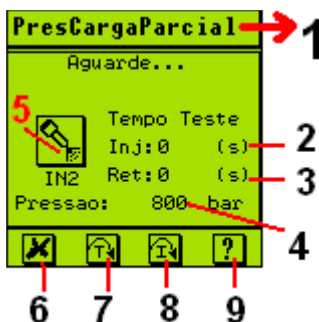 PresCargaParcial 1
Aguarde...
5 Tempo Teste
Inj:0 (s) 2
IN2 Ret:0 (s) 3
Pressao: 800 bar 4
T I ?
6 7 8 9